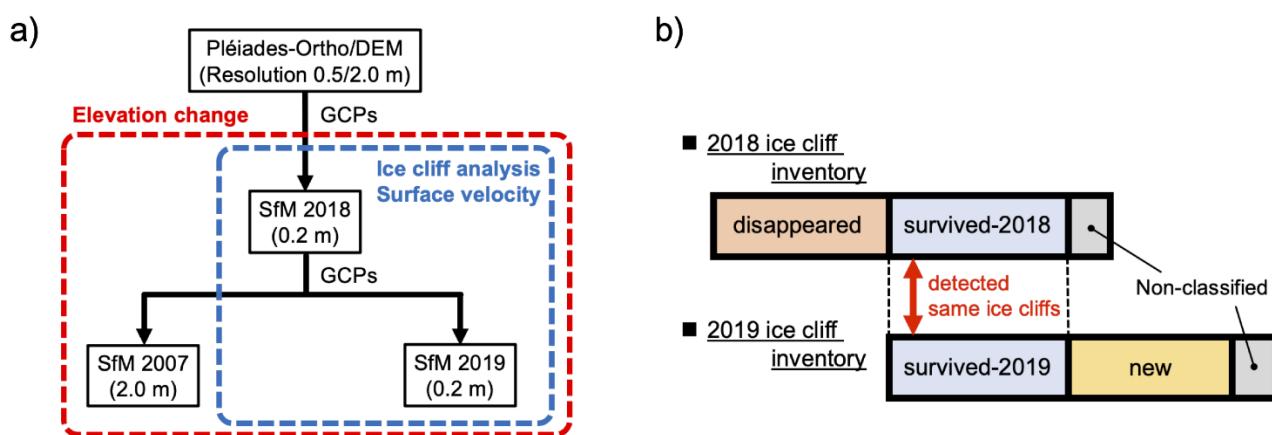 a)
Pléiades-Ortho/DEM
(Resolution 0.5/2.0 m)
Elevation change
GCPs
Ice cliff analysis
Surface velocity
SfM 2018
(0.2 m)
GCPs
SfM 2007
(2.0 m)
SfM 2019
(0.2 m)
b)
■ 2018 ice cliff
inventory
disappeared
survived-2018
detected
same ice cliffs
Non-classified
■ 2019 ice cliff
inventory
survived-2019
new